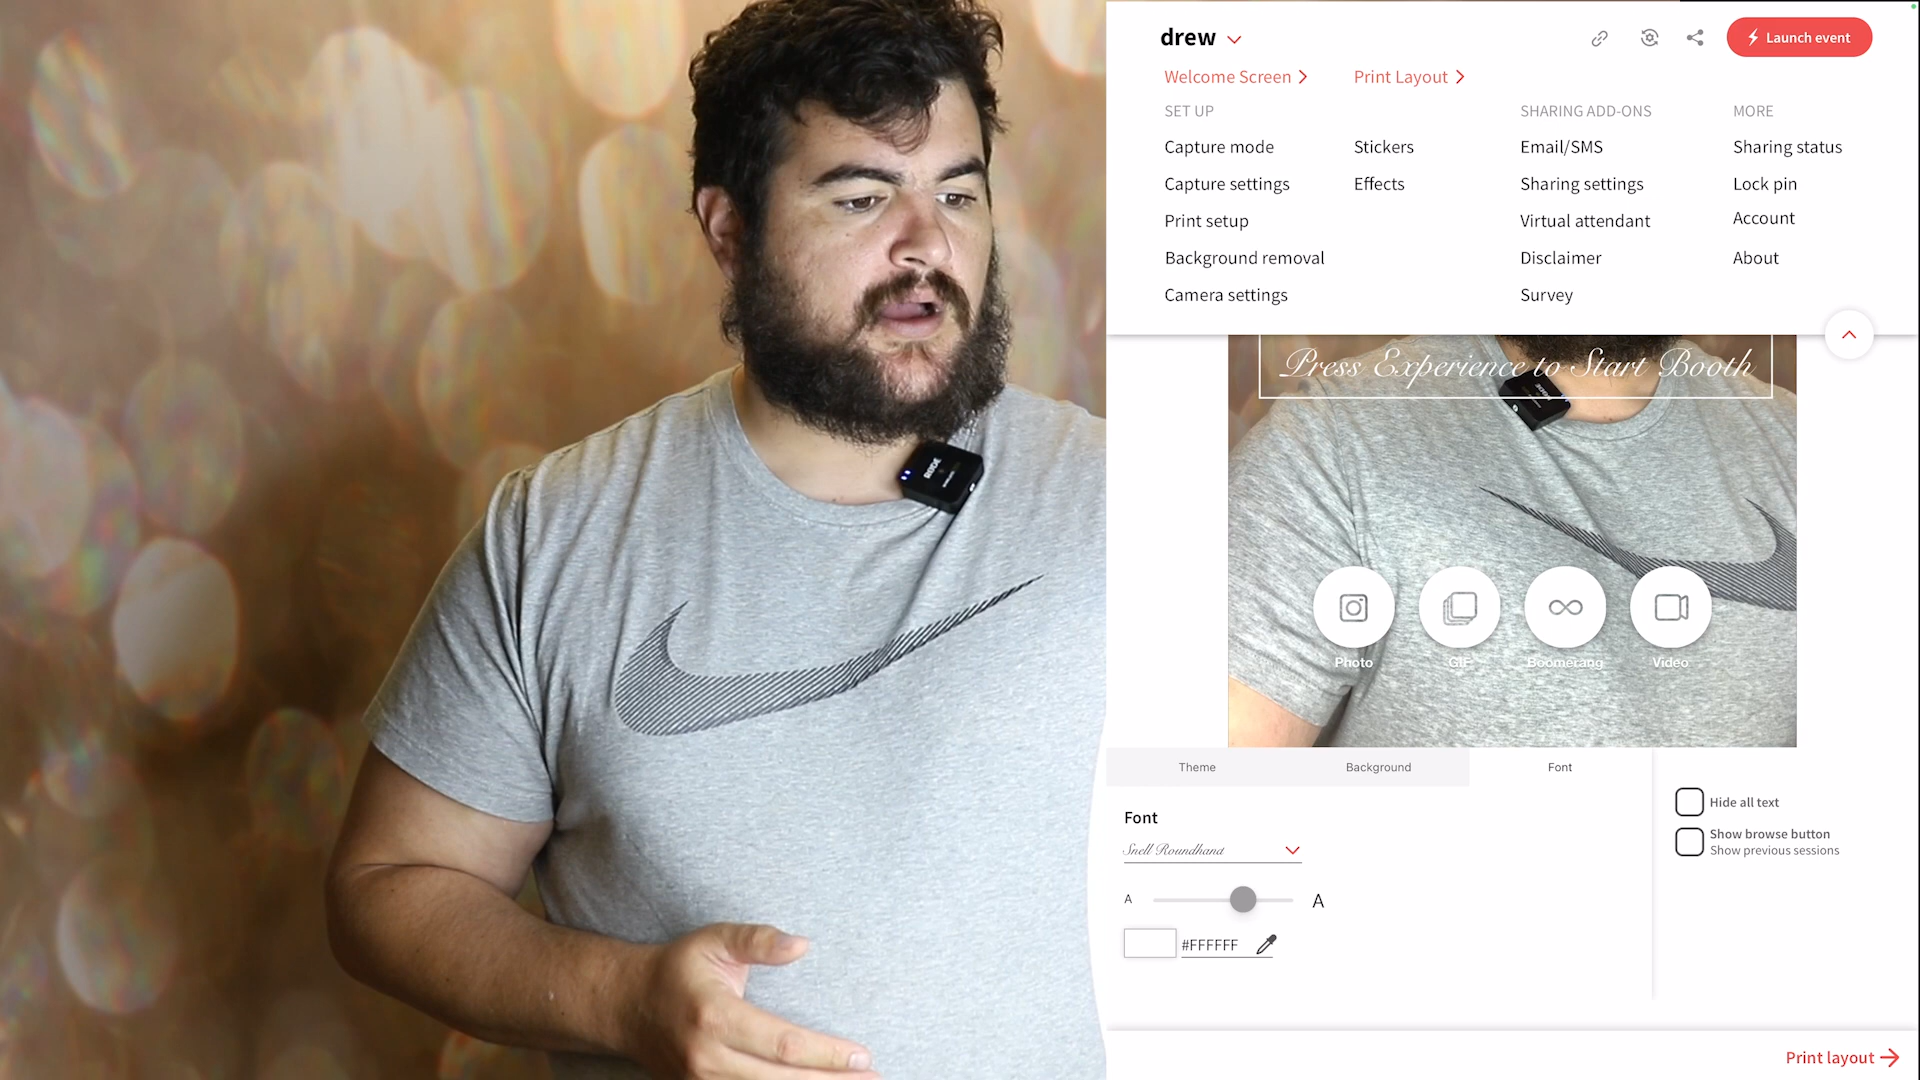 drew
Launch event
Welcome Screen
Print Layout
SET UP
SHARING ADD-ONS
MORE
Capture mode
Stickers
Email/SMS
Sharing status
Capture settings
Effects
Sharing settings
Lock pin
Print setup
Virtual attendant
Account
Background removal
Disclaimer
About
Camera settings
Survey
Press Experience to Start Booth
RODE
Photo
GIF
Boomerang
Video
Theme
Background
Font
Hide all text
Font
Show browse button
Show previous sessions
Snell Roundhand
A
A
#FFFFFF
Print layout